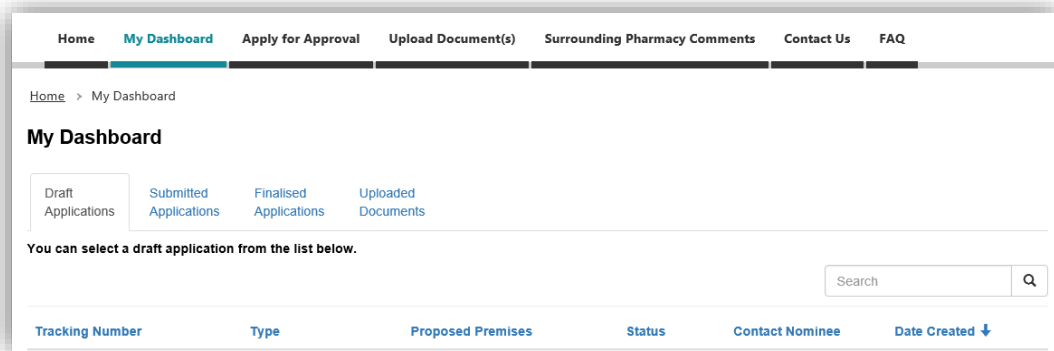 Home My Dashboard Apply for Approval Upload Document(s) Surrounding Pharmacy Comments Contact Us FAQ
Home > My Dashboard
My Dashboard
Draft Applications Submitted Applications Finalised Applications Uploaded Documents
You can select a draft application from the list below.
Search
Tracking Number Type Proposed Premises Status Contact Nominee Date Created